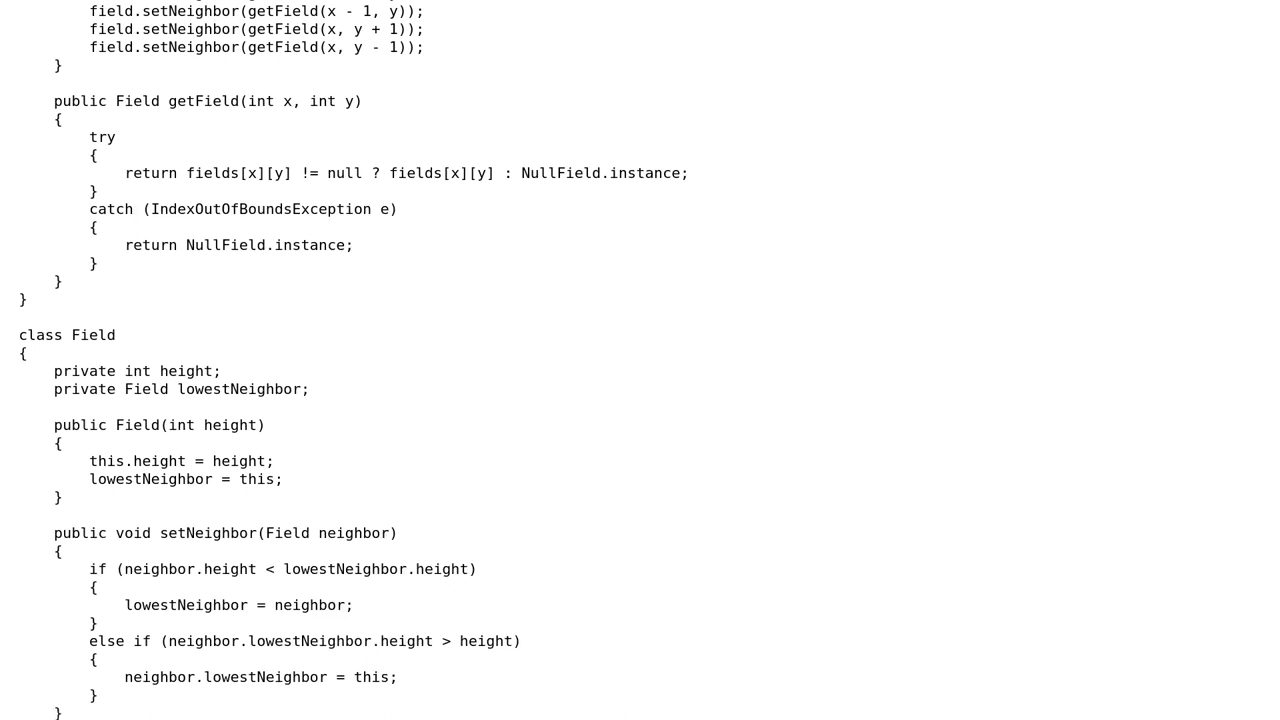 field.setNeighbor(getField(x - 1, y));
field.setNeighbor(getField(x, y + 1));
field.setNeighbor(getField(x, y - 1));
}
public Field getField(int x, int y)
{
try
{
return fields[x][y] != null ? fields[x][y] : NullField.instance;
}
catch (IndexOutOfBoundsException e)
{
return NullField.instance;
}
}
}
class Field
{
private int height;
private Field lowestNeighbor;
public Field(int height)
{
this.height = height;
lowestNeighbor = this;
}
public void setNeighbor(Field neighbor)
{
if (neighbor.height < lowestNeighbor.height)
{
lowestNeighbor = neighbor;
}
else if (neighbor.lowestNeighbor.height > height)
{
neighbor.lowestNeighbor = this;
}
}